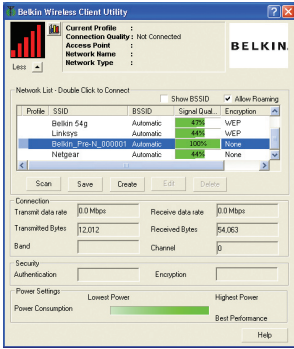 Belkin Wireless Client Utility
Current Profile :
Connection Quality : Not Connected
Access Point :
Network Name :
Network Type :
BELKIN.
Less
Network List - Double Click to Connect
Show BSSID Allow Roaming
Profile SSID BSSID Signal Qual... Encryption
Belkin 54g Automatic 47% WEP
Linksys Automatic 44% WEP
Belkin_Pre-N_000001 Automatic 100% None
Netgear Automatic 44% None
Scan Save Create Edit Delete
Connection
Transmit data rate 0.0 Mbps Receive data rate 0.0 Mbps
Transmitted Bytes 12,012 Received Bytes 54,063
Band Channel 0
Security
Authentication Encryption
Power Settings
Lowest Power Highest Power
Power Consumption
Best Performance
Help